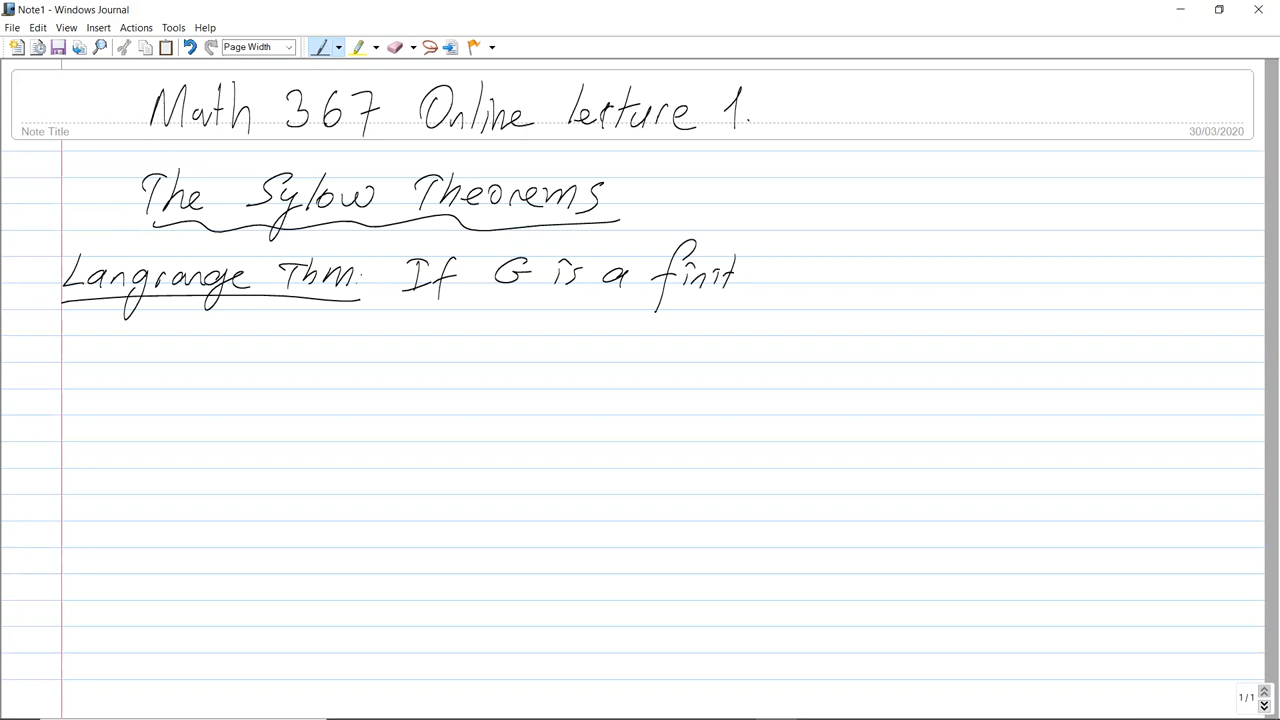 Note1 - Windows Journal
File Edit View Insert Actions Tools Help
Page Width
Math 367 Online Lecture 1.
Note Title
30/03/2020
The Sylow Theorems
Langrange Thm: If G is a finit
1/1